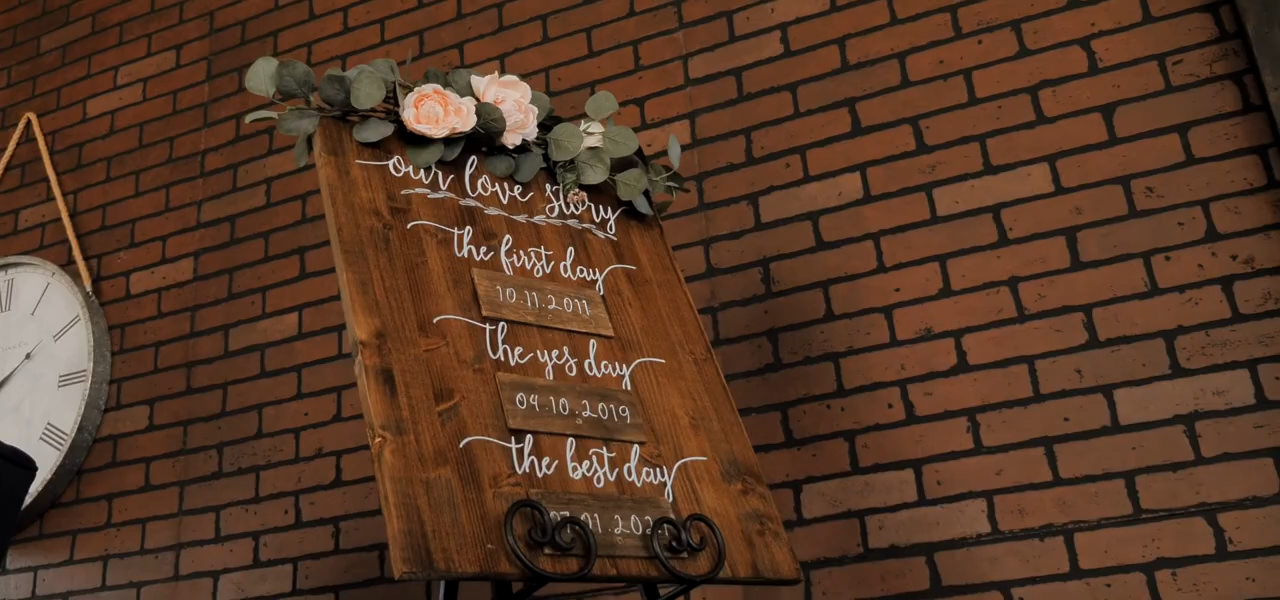 our love story
the first day
10.11.2011
the yes day
04.10.2019
the best day